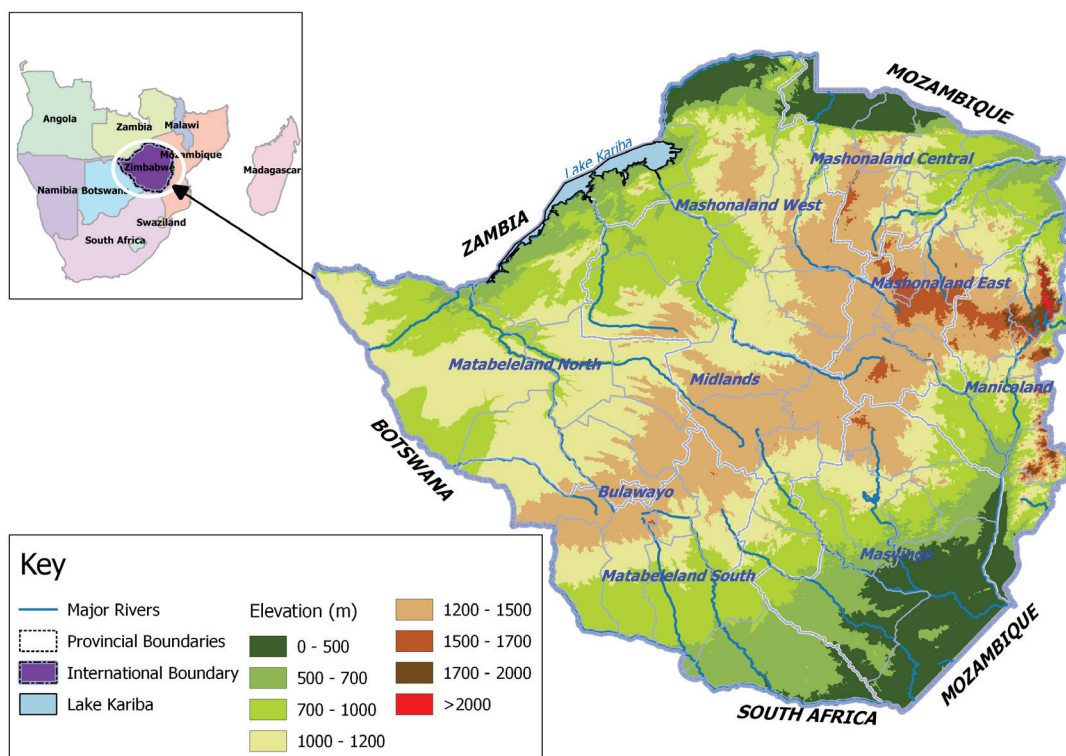 Angola
Zambia
Malawi
Mozambique
Zimbabwe
Madagascar
Namibia
Botswana
Swaziland
South Africa
MOZAMBIQUE
Lake Kariba
Mashonaland Central
Mashonaland West
ZAMBIA
Mashonaland East
Matabeleland North
Midlands
Manicaland
BOTSWANA
Bulawayo
Masvingo
Matabeleland South
MOZAMBIQUE
SOUTH AFRICA
Key
Major Rivers
Provincial Boundaries
International Boundary
Lake Kariba
Elevation (m)
0 - 500
500 - 700
700 - 1000
1000 - 1200
1200 - 1500
1500 - 1700
1700 - 2000
>2000